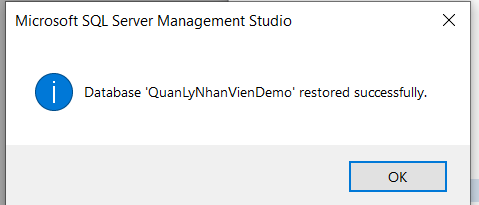 Microsoft SQL Server Management Studio
Database 'QuanLyNhanVienDemo' restored successfully.
OK